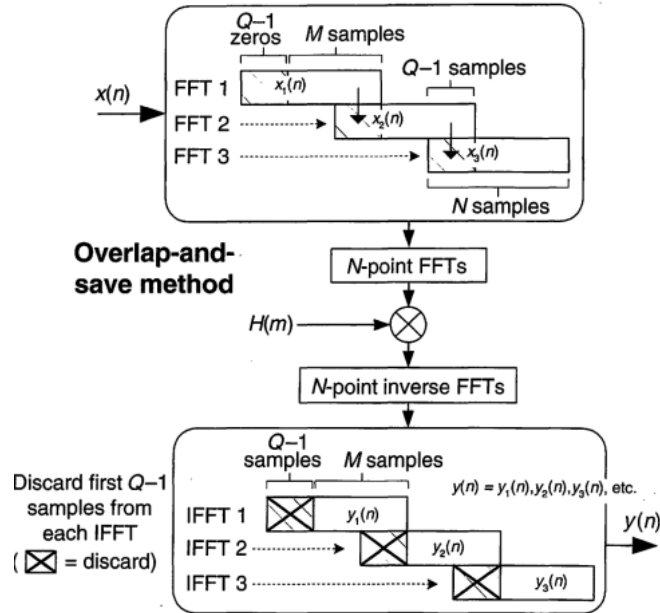 Q–1
zeros
M samples
Q–1 samples
x(n)
FFT 1
x₁(n)
FFT 2
x₂(n)
FFT 3
x₃(n)
N samples
Overlap-and-
save method
N-point FFTs
H(m)
N-point inverse FFTs
Q–1
samples
M samples
Discard first Q–1
samples from
each IFFT
( = discard)
y(n) = y₁(n), y₂(n), y₃(n), etc.
IFFT 1
y₁(n)
IFFT 2
y₂(n)
IFFT 3
y₃(n)
y(n)